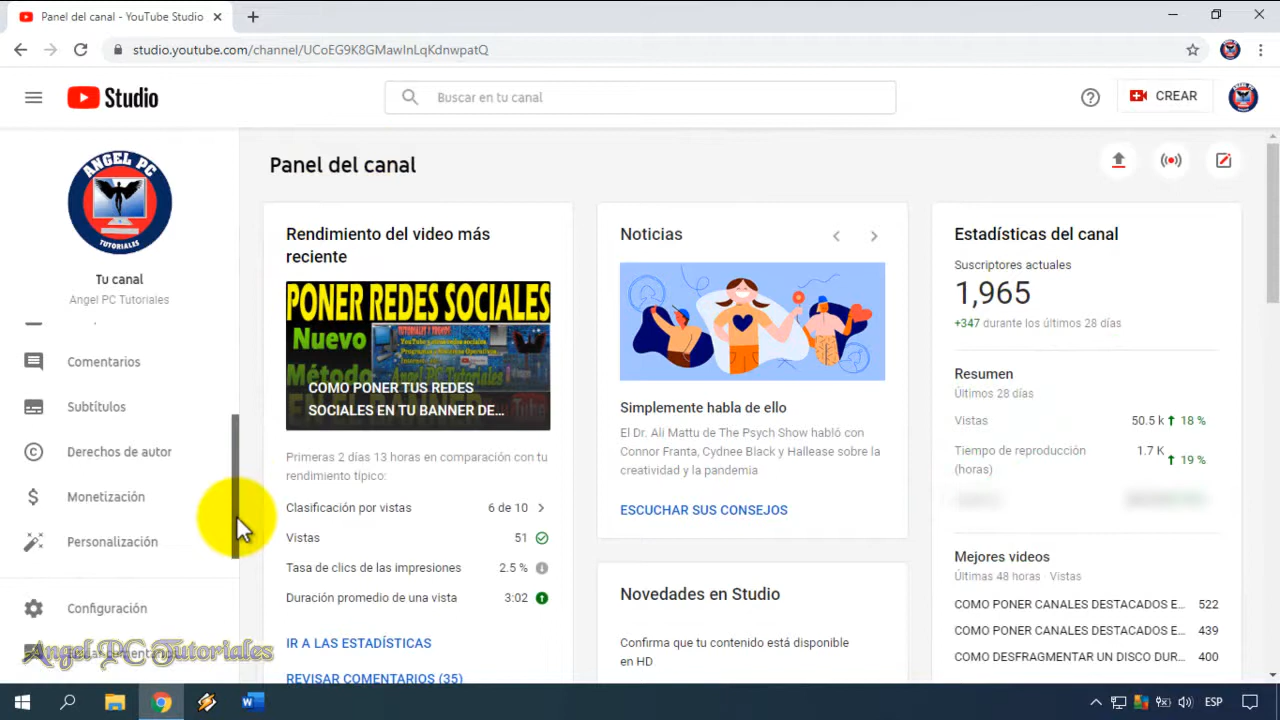 Panel del canal - YouTube Studio
studio.youtube.com/channel/UCoEG9K8GMawInLqKdnwpatQ
Studio
Buscar en tu canal
CREAR
ANGEL PC
TUTORIALES
Tu canal
Angel PC Tutoriales
Comentarios
Subtítulos
Derechos de autor
Monetización
Personalización
Configuración
Angel PC Tutoriales
Panel del canal
Rendimiento del video más
reciente
PONER REDES SOCIALES
Nuevo
Método
COMO PONER TUS REDES
SOCIALES EN TU BANNER DE...
Primeras 2 días 13 horas en comparación con tu
rendimiento típico:
Clasificación por vistas 6 de 10
Vistas 51
Tasa de clics de las impresiones 2.5 %
Duración promedio de una vista 3:02
IR A LAS ESTADÍSTICAS
REVISAR COMENTARIOS (35)
Noticias
Simplemente habla de ello
El Dr. Ali Mattu de The Psych Show habló con
Connor Franta, Cydnee Black y Hallease sobre la
creatividad y la pandemia
ESCUCHAR SUS CONSEJOS
Novedades en Studio
Confirma que tu contenido está disponible
en HD
Estadísticas del canal
Suscriptores actuales
1,965
+347 durante los últimos 28 días
Resumen
Últimos 28 días
Vistas 50.5 k 18 %
Tiempo de reproducción 1.7 K
(horas) 19 %
Mejores videos
Últimas 48 horas · Vistas
COMO PONER CANALES DESTACADOS E... 522
COMO PONER CANALES DESTACADOS E... 439
COMO DESFRAGMENTAR UN DISCO DUR... 400
ESP